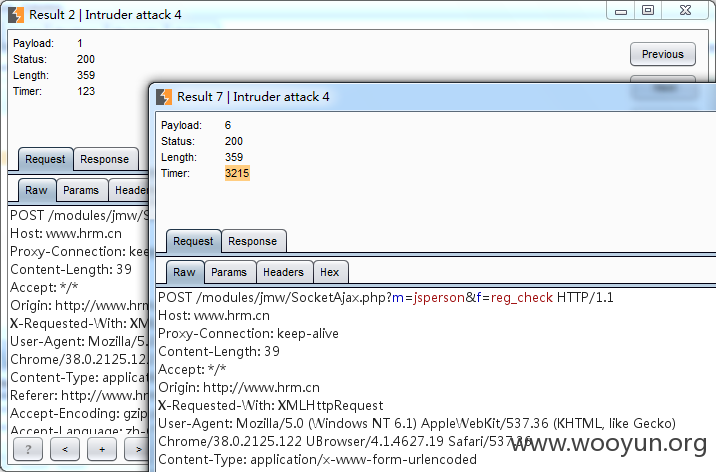 Result 2 | Intruder attack 4
Payload: 1
Status: 200
Length: 359
Timer: 123
Previous
Request Response
Raw Params Headers
POST /modules/jmw/So
Host: www.hrm.cn
Proxy-Connection: keep
Content-Length: 39
Accept: */*
Origin: http://www.hrm
X-Requested-With: XM
User-Agent: Mozilla/5.
Chrome/38.0.2125.12
Content-Type: applica
Referer: http://www.h
Accept-Encoding: gzip
Accept-Language: zh-
? < + >
Result 7 | Intruder attack 4
Payload: 6
Status: 200
Length: 359
Timer: 3215
Request Response
Raw Params Headers Hex
POST /modules/jmw/SocketAjax.php?m=jsperson&f=reg_check HTTP/1.1
Host: www.hrm.cn
Proxy-Connection: keep-alive
Content-Length: 39
Accept: */*
Origin: http://www.hrm.cn
X-Requested-With: XMLHttpRequest
User-Agent: Mozilla/5.0 (Windows NT 6.1) AppleWebKit/537.36 (KHTML, like Gecko)
Chrome/38.0.2125.122 UBrowser/4.1.4627.19 Safari/537.36
Content-Type: application/x-www-form-urlencoded
www.wooyun.org